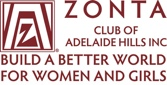 ZONTA
CLUB OF
ADELAIDE HILLS INC
BUILD A BETTER WORLD
FOR WOMEN AND GIRLS